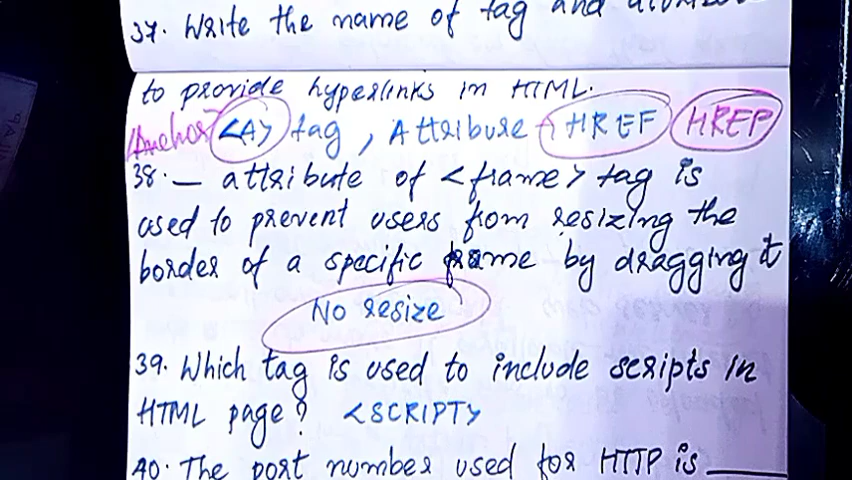 37. Write the name of tag and
to provide hyperlinks in HTML.
<Anchor> <A> tag, Attribute - HREF HREF
38. — attribute of <frame> tag is
used to prevent users from resizing the
border of a specific frame by dragging it
No resize
39. Which tag is used to include scripts in
HTML page? <SCRIPT>
40. The port number used for HTTP is ______